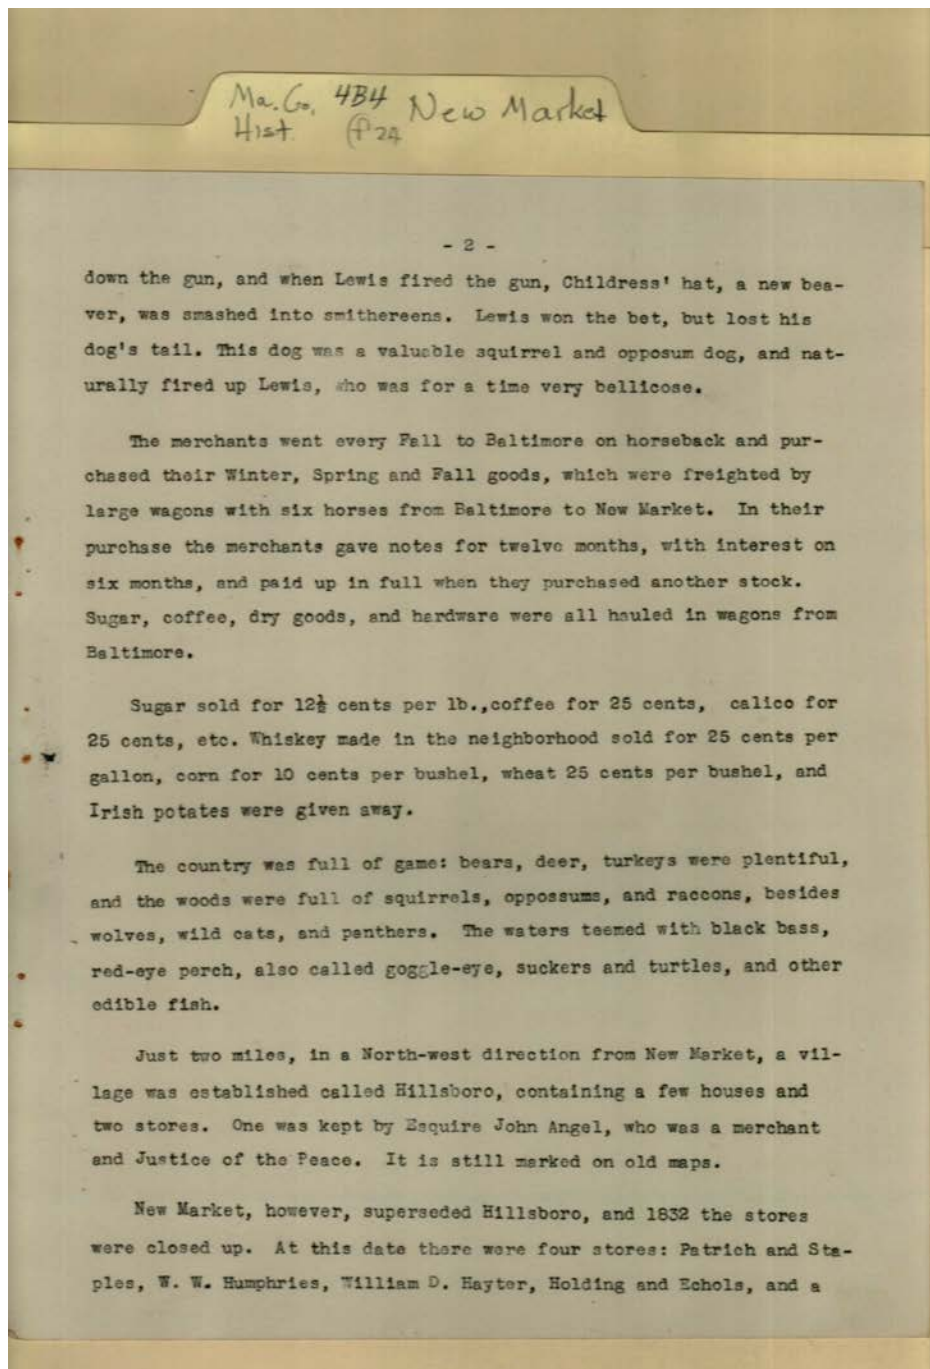 Ma. Co. 4B4 New Market
Hist. f24
- 2 -
down the gun, and when Lewis fired the gun, Childress' hat, a new bea-
ver, was smashed into smithereens. Lewis won the bet, but lost his
dog's tail. This dog was a valuable squirrel and opposum dog, and nat-
urally fired up Lewis, who was for a time very bellicose.
The merchants went every Fall to Baltimore on horseback and pur-
chased their Winter, Spring and Fall goods, which were freighted by
large wagons with six horses from Baltimore to New Market. In their
purchase the merchants gave notes for twelve months, with interest on
six months, and paid up in full when they purchased another stock.
Sugar, coffee, dry goods, and hardware were all hauled in wagons from
Baltimore.
Sugar sold for 12½ cents per lb.,coffee for 25 cents, calico for
25 cents, etc. Whiskey made in the neighborhood sold for 25 cents per
gallon, corn for 10 cents per bushel, wheat 25 cents per bushel, and
Irish potates were given away.
The country was full of game: bears, deer, turkeys were plentiful,
and the woods were full of squirrels, oppossums, and raccons, besides
wolves, wild cats, and panthers. The waters teemed with black bass,
red-eye perch, also called goggle-eye, suckers and turtles, and other
edible fish.
Just two miles, in a North-west direction from New Market, a vil-
lage was established called Hillsboro, containing a few houses and
two stores. One was kept by Esquire John Angel, who was a merchant
and Justice of the Peace. It is still marked on old maps.
New Market, however, superseded Hillsboro, and 1832 the stores
were closed up. At this date there were four stores: Patrich and Sta-
ples, W. W. Humphries, William D. Hayter, Holding and Echols, and a